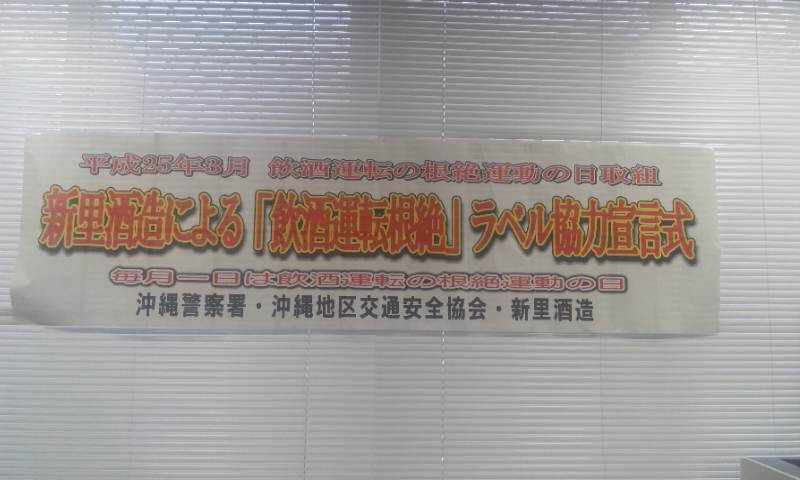 平成25年3月 飲酒運転の根絶運動の日取組
新里酒造による「飲酒運転根絶」ラベル協力宣言式
毎月一日は飲酒運転の根絶運動の日
沖縄警察署・沖縄地区交通安全協会・新里酒造